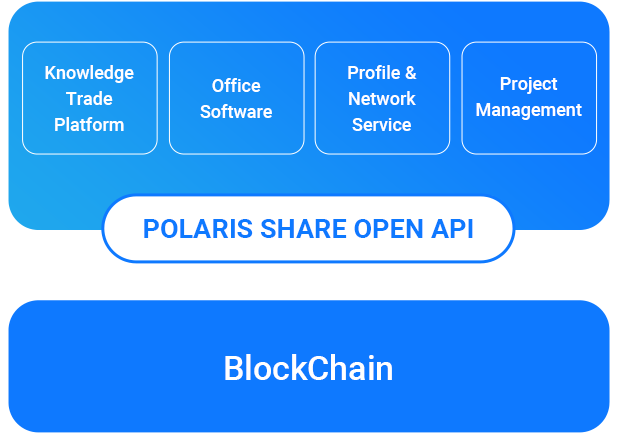 Knowledge
Trade
Platform
Office
Software
Profile &
Network
Service
Project
Management
POLARIS SHARE OPEN API
BlockChain